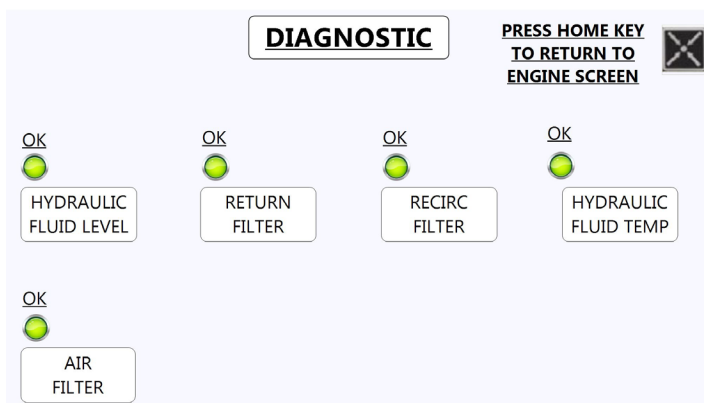 DIAGNOSTIC
PRESS HOME KEY
TO RETURN TO
ENGINE SCREEN
OK
OK
OK
OK
HYDRAULIC
FLUID LEVEL
RETURN
FILTER
RECIRC
FILTER
HYDRAULIC
FLUID TEMP
OK
AIR
FILTER